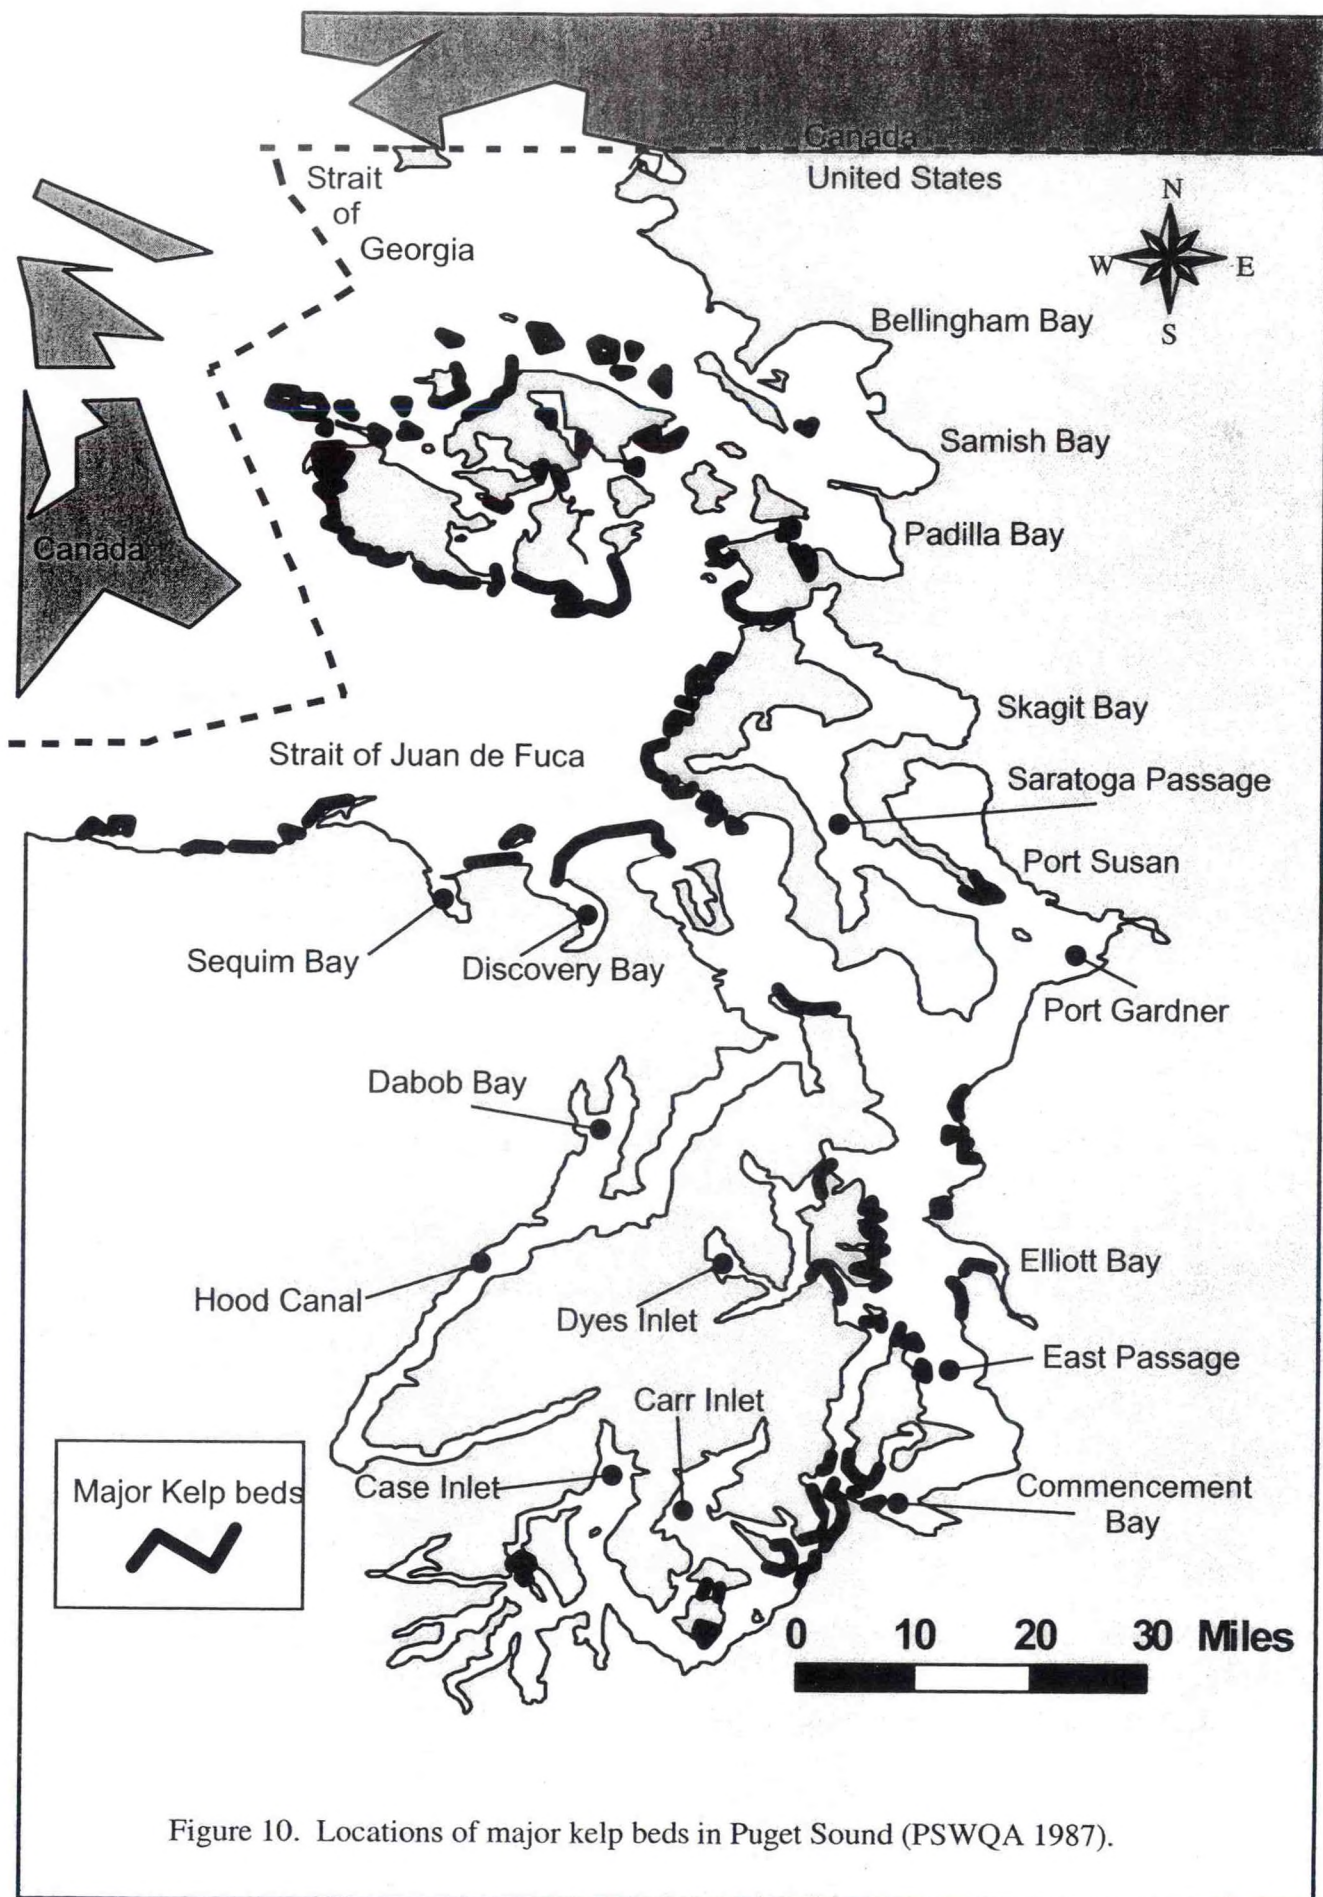 Canada
United States
Strait
of
Georgia
N
W E
S
Bellingham Bay
Samish Bay
Canada
Padilla Bay
Skagit Bay
Strait of Juan de Fuca
Saratoga Passage
Port Susan
Sequim Bay
Discovery Bay
Port Gardner
Dabob Bay
Elliott Bay
Hood Canal
Dyes Inlet
East Passage
Carr Inlet
Major Kelp beds
Case Inlet
Commencement
Bay
0 10 20 30 Miles
Figure 10. Locations of major kelp beds in Puget Sound (PSWQA 1987).